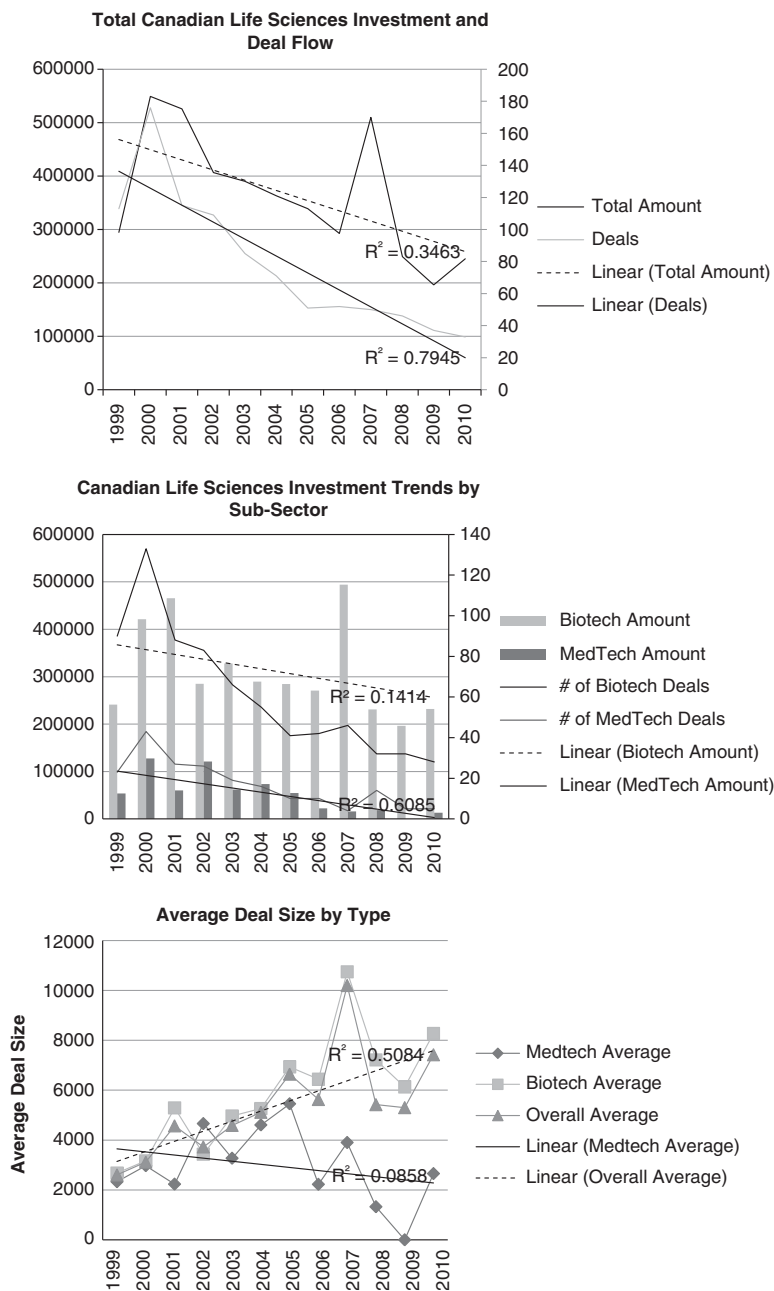 Total Canadian Life Sciences Investment and
Deal Flow
600000
500000
400000
300000
200000
100000
0
200
180
160
140
120
100
80
60
40
20
0
R² = 0.3463
R² = 0.7945
1999
2000
2001
2002
2003
2004
2005
2006
2007
2008
2009
2010
Total Amount
Deals
Linear (Total Amount)
Linear (Deals)
Canadian Life Sciences Investment Trends by
Sub-Sector
600000
500000
400000
300000
200000
100000
0
140
120
100
80
60
40
20
0
R² = 0.1414
R² = 0.6085
1999
2000
2001
2002
2003
2004
2005
2006
2007
2008
2009
2010
Biotech Amount
MedTech Amount
# of Biotech Deals
# of MedTech Deals
Linear (Biotech Amount)
Linear (MedTech Amount)
Average Deal Size by Type
Average Deal Size
12000
10000
8000
6000
4000
2000
0
R² = 0.5084
R² = 0.0858
1999
2000
2001
2002
2003
2004
2005
2006
2007
2008
2009
2010
Medtech Average
Biotech Average
Overall Average
Linear (Medtech Average)
Linear (Overall Average)